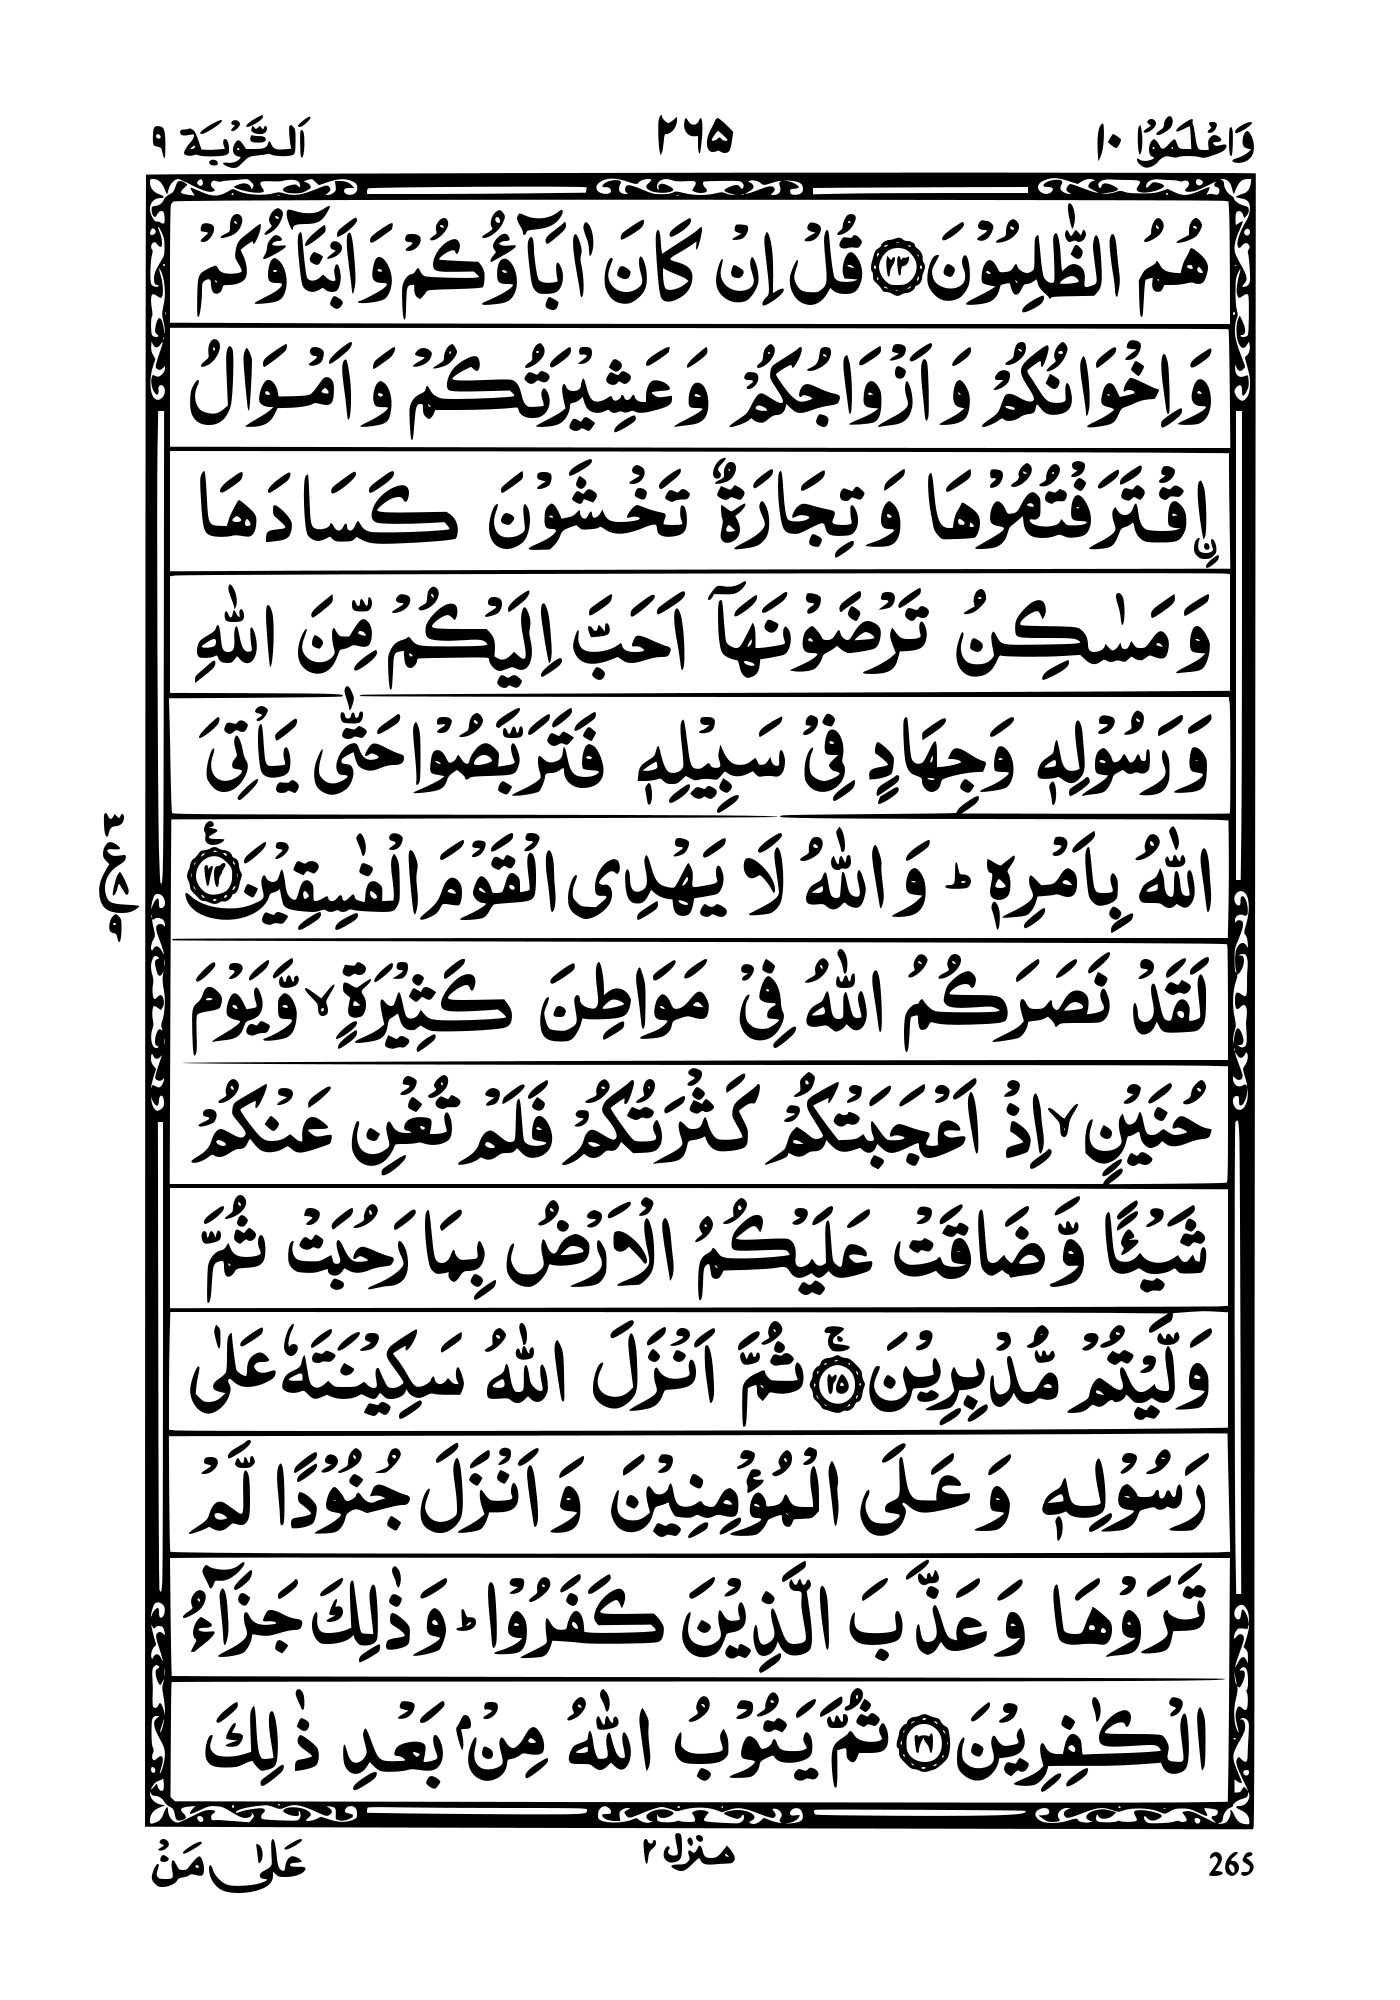 وَاعْلَمُوْۤا ١٠ ٢٦٥ اَلتَّوْبَة ٩
هُمُ الظّٰلِمُوْنَ ﴿٢٣﴾ قُلْ اِنْ كَانَ اٰبَآؤُكُمْ وَاَبْنَآؤُكُمْ
وَاِخْوَانُكُمْ وَ اَزْوَاجُكُمْ وَ عَشِيْرَتُكُمْ وَ اَمْوَالُ
اۨقْتَرَفْتُمُوْهَا وَ تِجَارَةٌ تَخْشَوْنَ كَسَادَهَا
وَ مَسٰكِنُ تَرْضَوْنَهَاۤ اَحَبَّ اِلَيْكُمْ مِّنَ اللّٰهِ
وَ رَسُوْلِهٖ وَ جِهَادٍ فِیْ سَبِيْلِهٖ فَتَرَبَّصُوْا حَتّٰى يَاْتِیَ
اللّٰهُ بِاَمْرِهٖ ؕ وَ اللّٰهُ لَا يَهْدِی الْقَوْمَ الْفٰسِقِيْنَ ﴿٢٤﴾ ع
٣ ع ٨ ٩
لَقَدْ نَصَرَكُمُ اللّٰهُ فِیْ مَوَاطِنَ كَثِيْرَةٍ ۙ وَّ يَوْمَ
حُنَيْنٍ ۙ اِذْ اَعْجَبَتْكُمْ كَثْرَتُكُمْ فَلَمْ تُغْنِ عَنْكُمْ
شَيْـًٔا وَّ ضَاقَتْ عَلَيْكُمُ الْاَرْضُ بِمَا رَحُبَتْ ثُمَّ
وَلَّيْتُمْ مُّدْبِرِيْنَ ﴿٢٥﴾ ۚ ثُمَّ اَنْزَلَ اللّٰهُ سَكِيْنَتَهٗ عَلٰى
رَسُوْلِهٖ وَ عَلَى الْمُؤْمِنِيْنَ وَ اَنْزَلَ جُنُوْدًا لَّمْ
تَرَوْهَا وَ عَذَّبَ الَّذِيْنَ كَفَرُوْا ؕ وَ ذٰلِكَ جَزَآءُ
الْكٰفِرِيْنَ ﴿٢٦﴾ ثُمَّ يَتُوْبُ اللّٰهُ مِنْۢ بَعْدِ ذٰلِكَ
265 منزل ٢ عَلٰى مَنْ